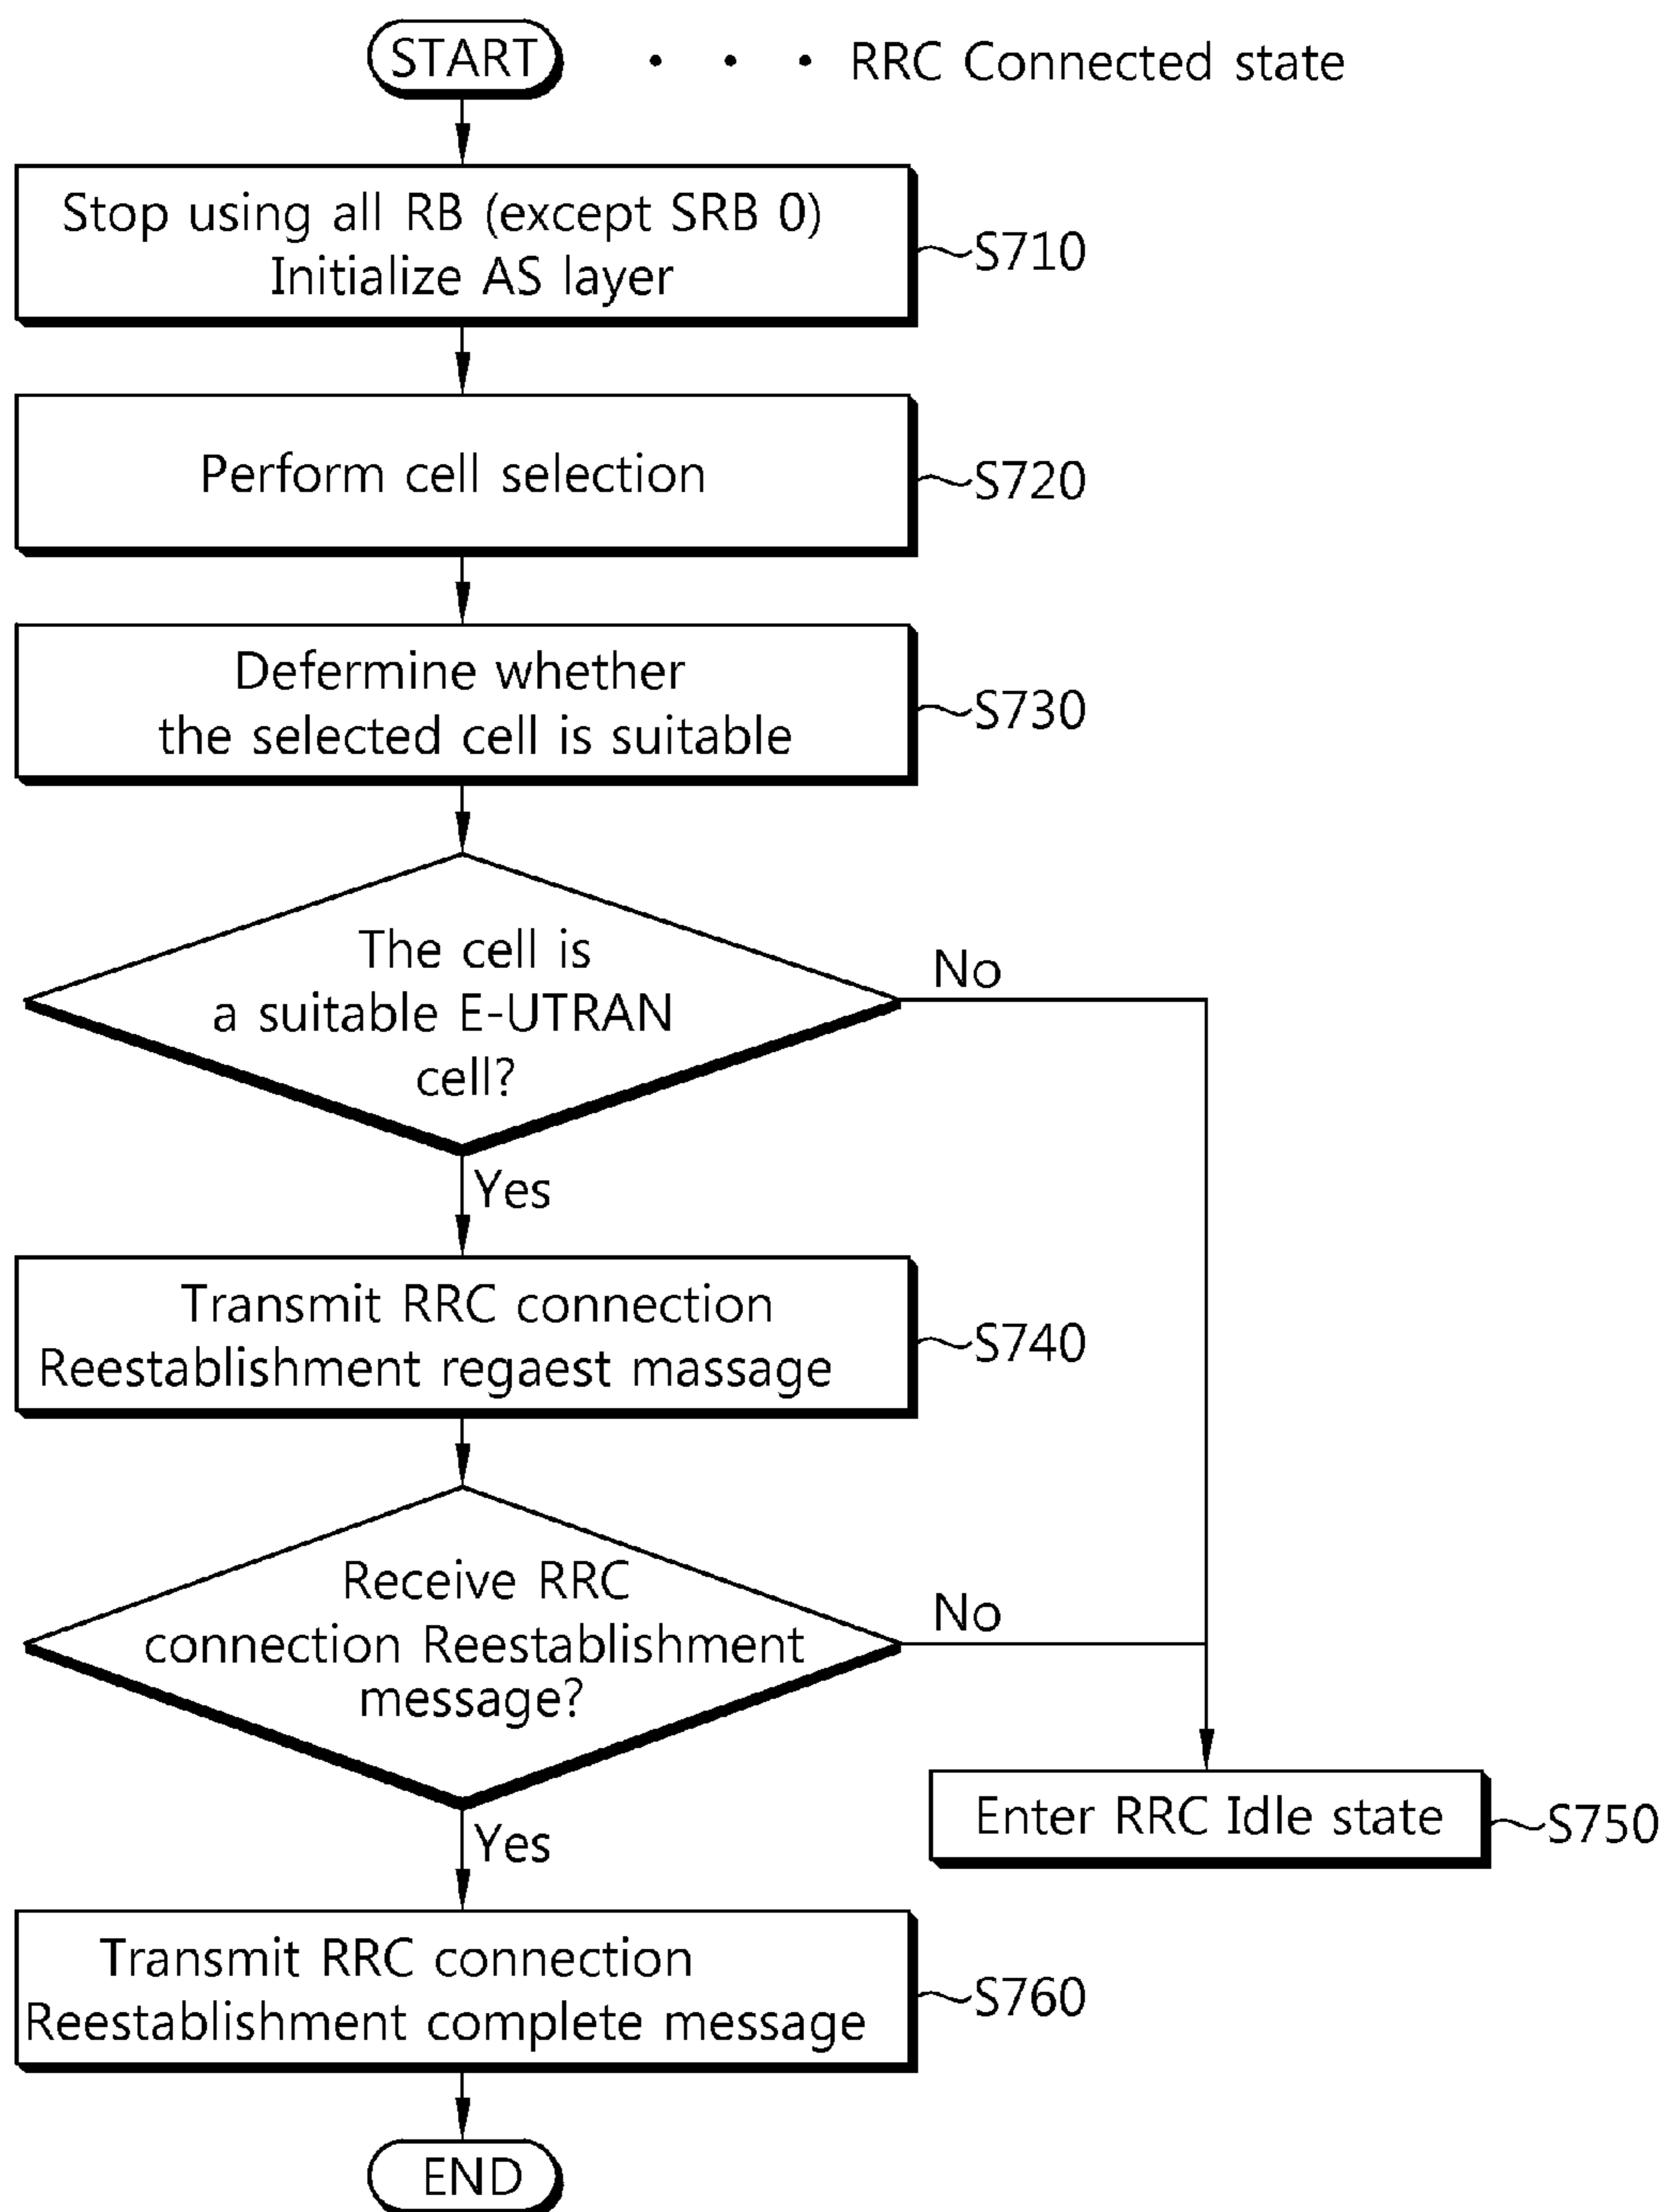 START
• • • RRC Connected state
Stop using all RB (except SRB 0)
Initialize AS layer
S710
Perform cell selection
S720
Defermine whether
the selected cell is suitable
S730
The cell is
a suitable E-UTRAN
cell?
No
Yes
Transmit RRC connection
Reestablishment regaest massage
S740
Receive RRC
connection Reestablishment
message?
No
Yes
Enter RRC Idle state
S750
Transmit RRC connection
Reestablishment complete message
S760
END